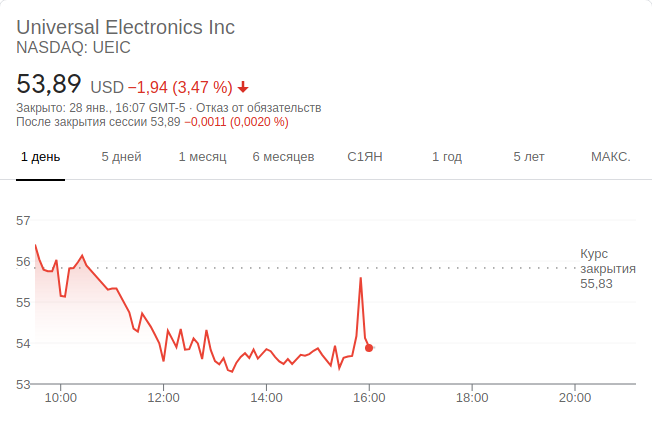 Universal Electronics Inc
NASDAQ: UEIC
53,89 USD −1,94 (3,47 %)
Закрыто: 28 янв., 16:07 GMT-5 · Отказ от обязательств
После закрытия сессии 53,89 −0,0011 (0,0020 %)
1 день 5 дней 1 месяц 6 месяцев С1ЯН 1 год 5 лет МАКС.
57
56
55
54
53
Курс
закрытия
55,83
10:00 12:00 14:00 16:00 18:00 20:00